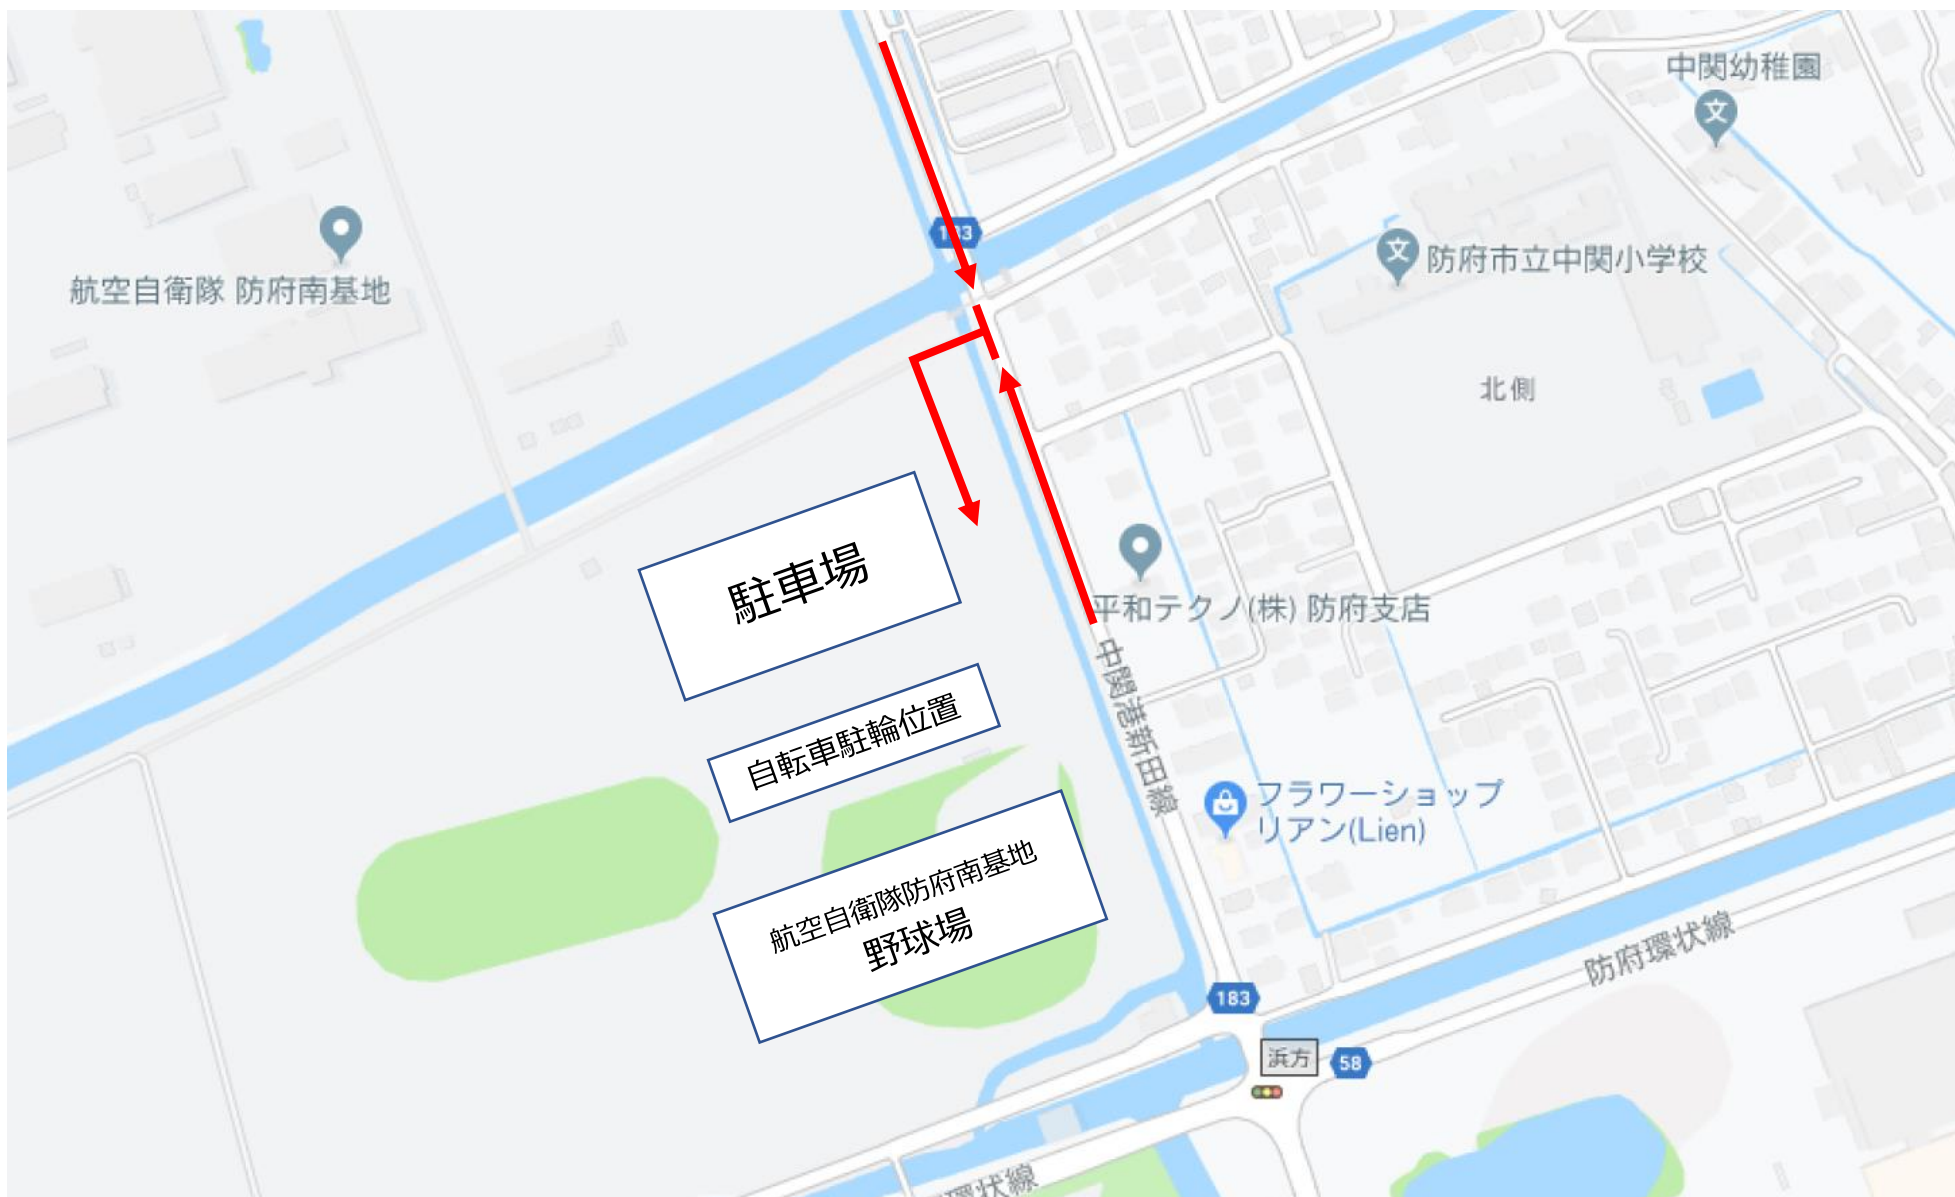 中関幼稚園
183
防府市立中関小学校
航空自衛隊 防府南基地
北側
駐車場
平和テクノ(株) 防府支店
中関港新田線
自転車駐輪位置
フラワーショップ
リアン(Lien)
航空自衛隊防府南基地
野球場
防府環状線
183
浜方
58
環状線